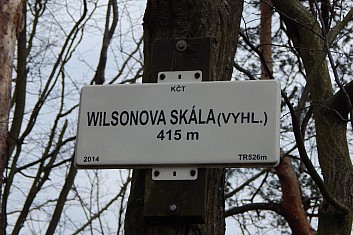 KČT
WILSONOVA SKÁLA(VYHL.)
415 m
2014 TR526m